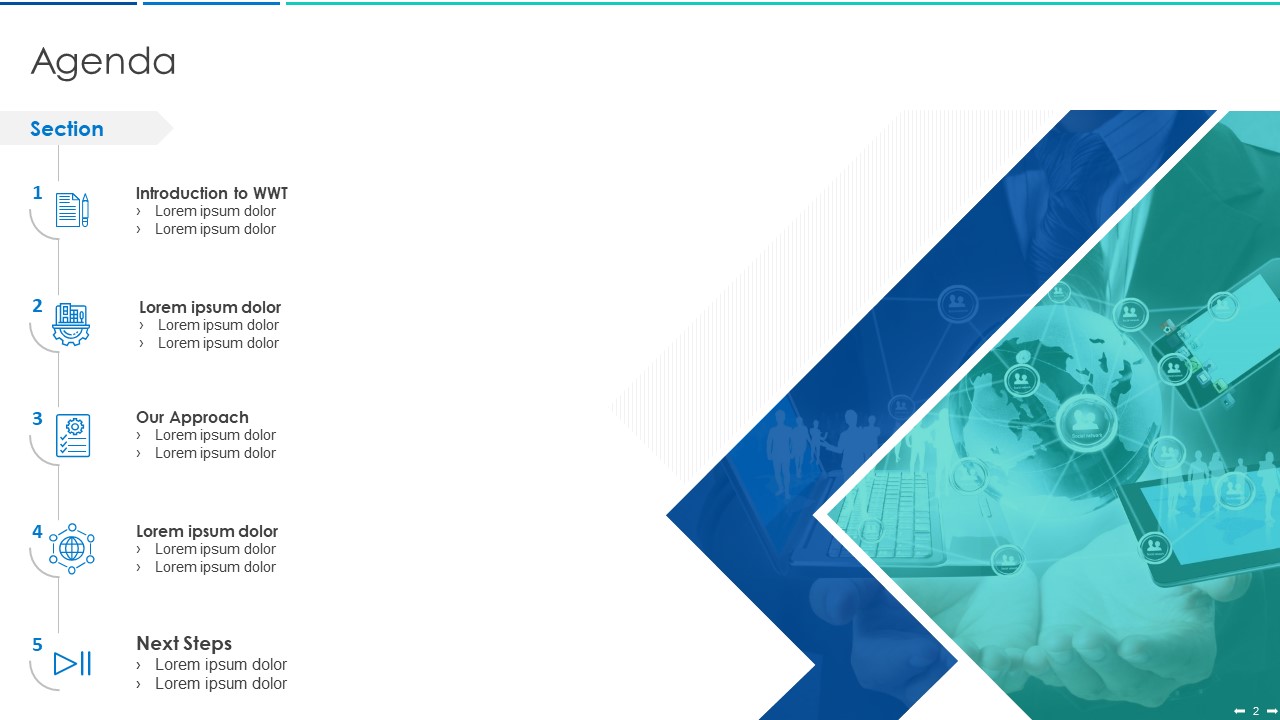 Agenda
Section
1
Introduction to WWT
› Lorem ipsum dolor
› Lorem ipsum dolor
2
Lorem ipsum dolor
› Lorem ipsum dolor
› Lorem ipsum dolor
3
Our Approach
› Lorem ipsum dolor
› Lorem ipsum dolor
4
Lorem ipsum dolor
› Lorem ipsum dolor
› Lorem ipsum dolor
5
Next Steps
› Lorem ipsum dolor
› Lorem ipsum dolor
Social network
2